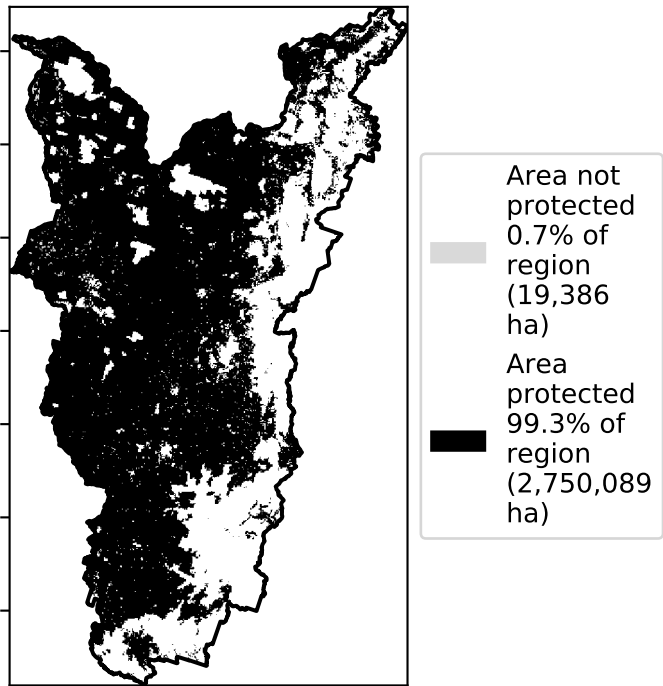 Area not
protected
0.7% of
region
(19,386
ha)
Area
protected
99.3% of
region
(2,750,089
ha)